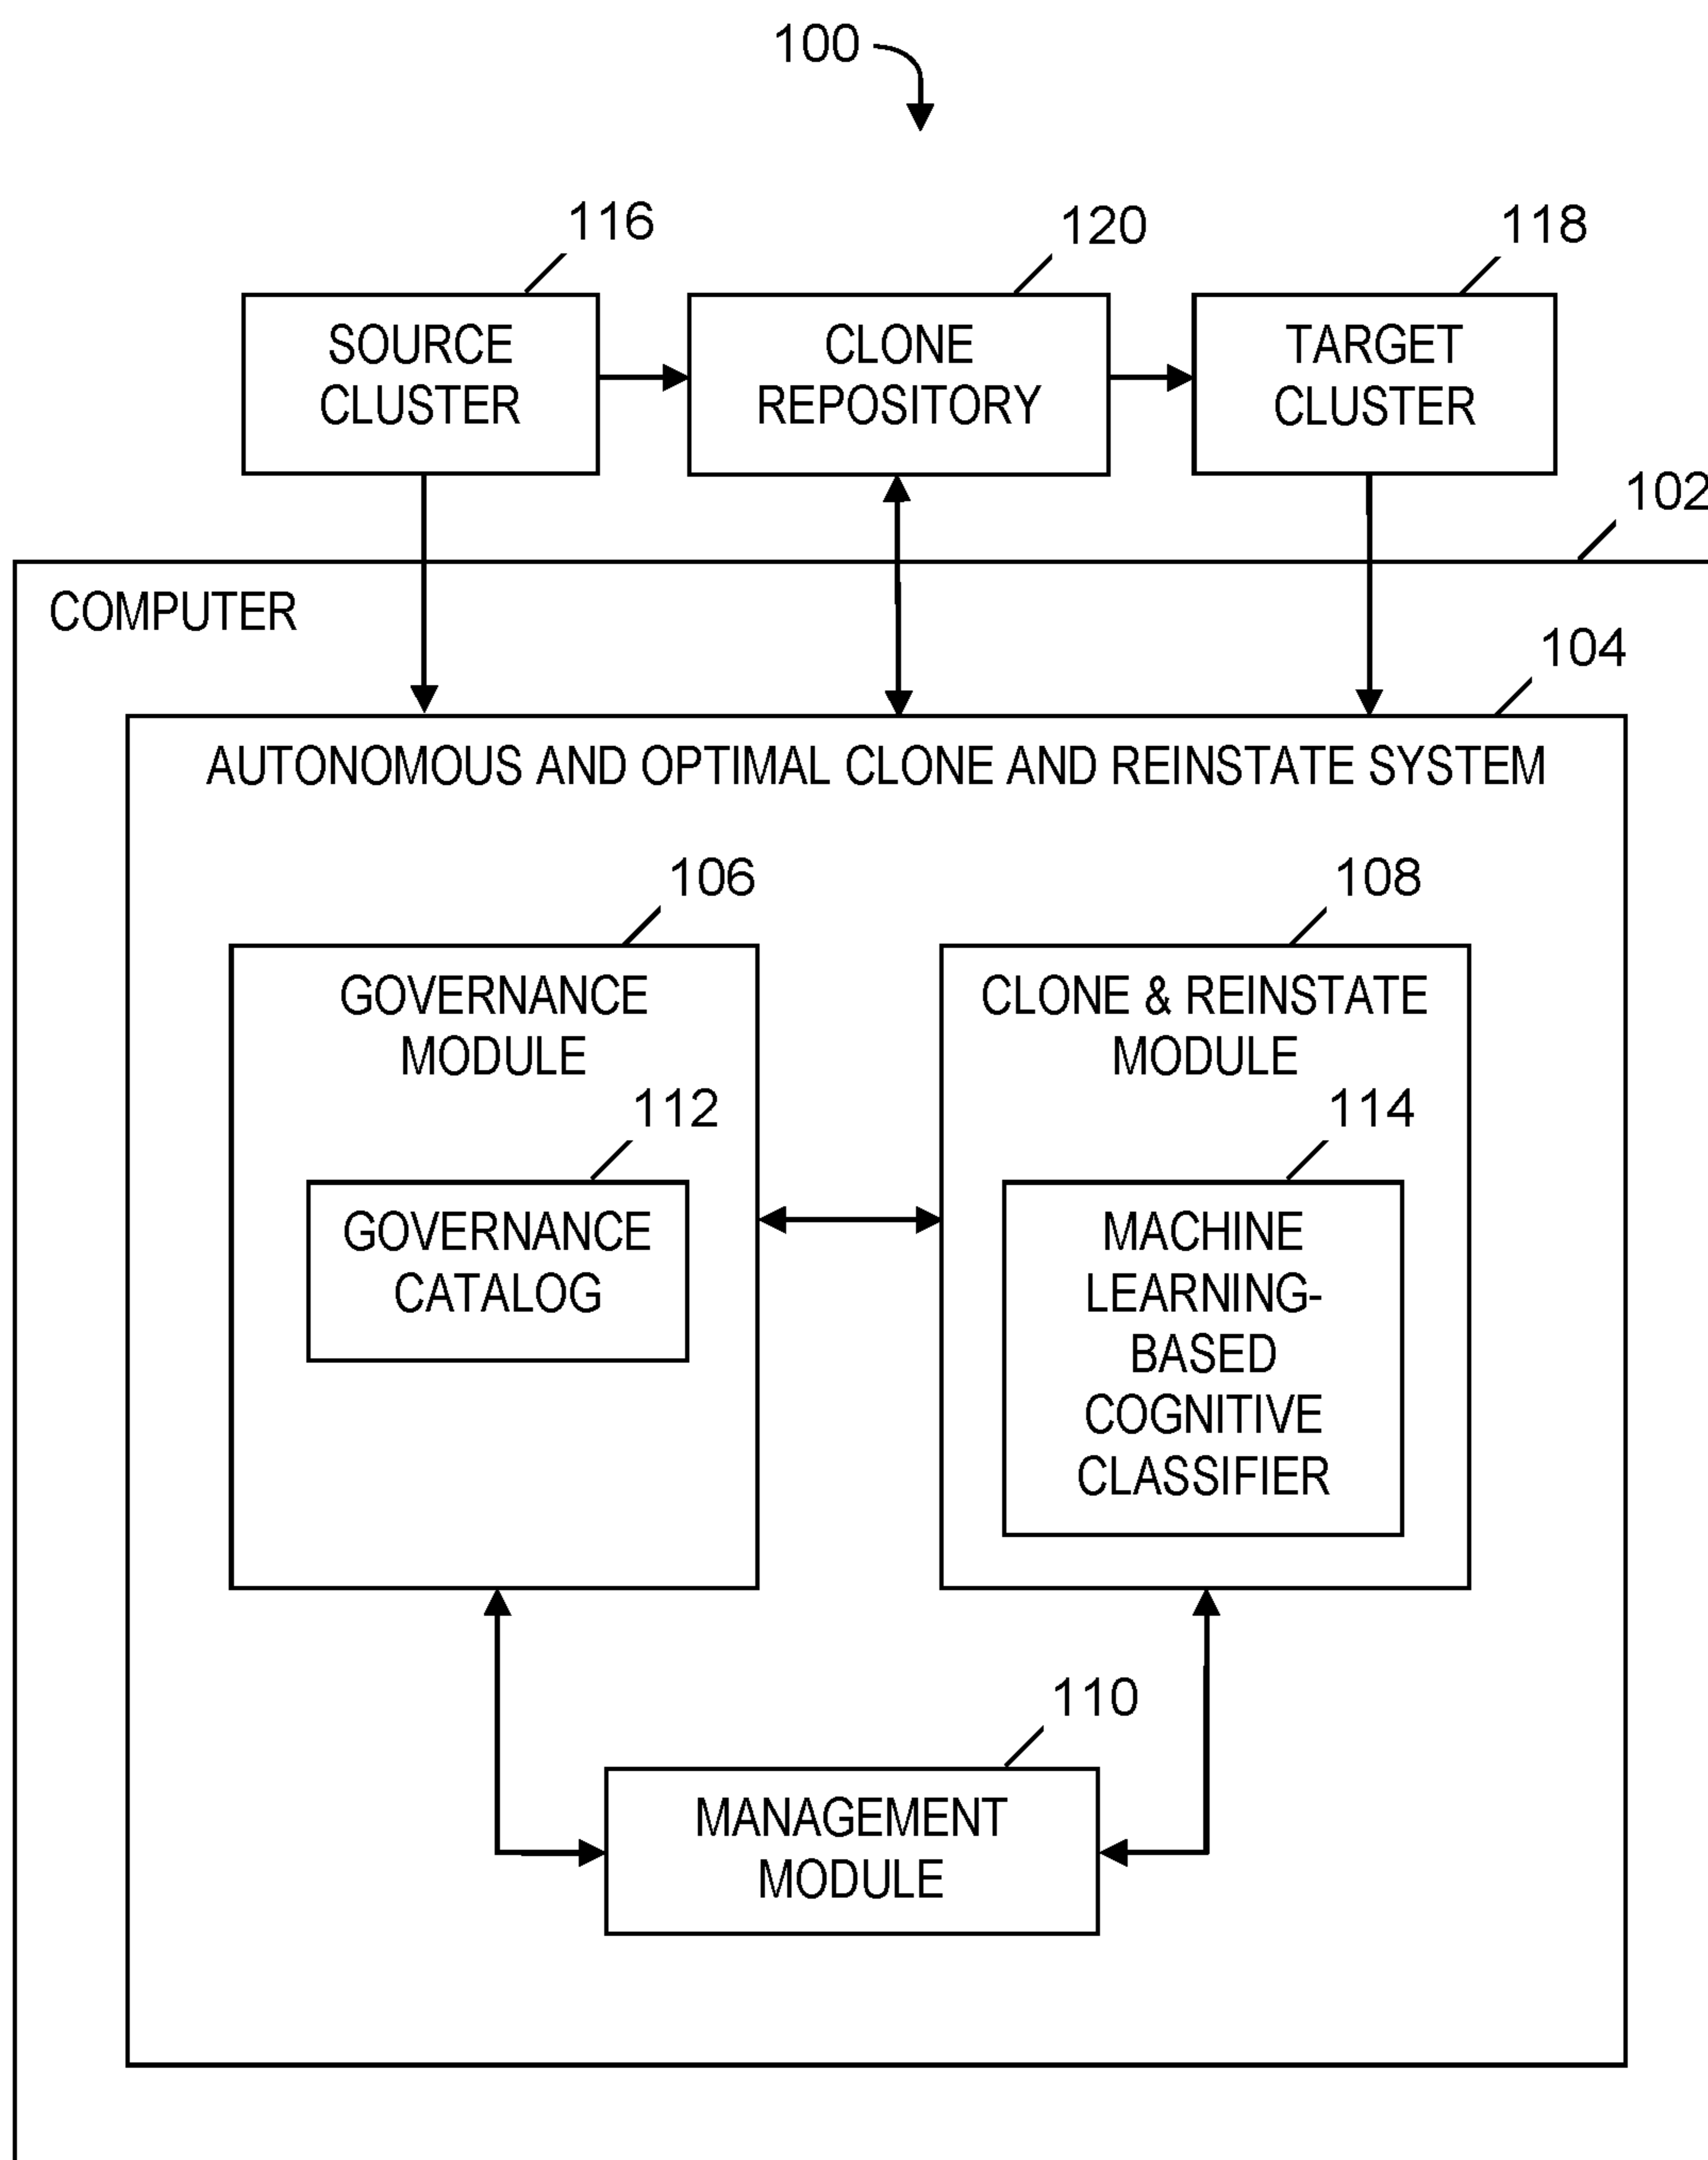 100
116
120
118
SOURCE
CLUSTER
CLONE
REPOSITORY
TARGET
CLUSTER
102
COMPUTER
104
AUTONOMOUS AND OPTIMAL CLONE AND REINSTATE SYSTEM
106
108
GOVERNANCE
MODULE
CLONE & REINSTATE
MODULE
112
114
GOVERNANCE
CATALOG
MACHINE
LEARNING-
BASED
COGNITIVE
CLASSIFIER
110
MANAGEMENT
MODULE